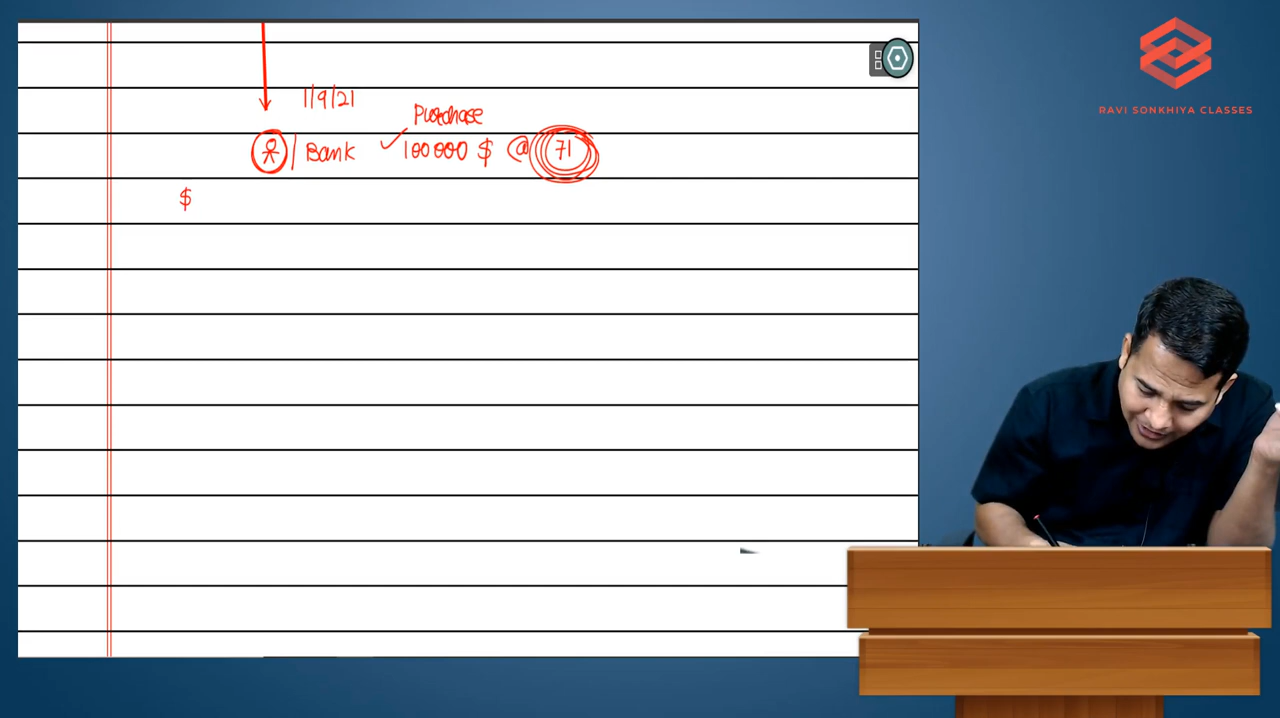 1/9/21
Purchase
Bank ✓ 100000 $ @ 71
$
RAVI SONKHIYA CLASSES